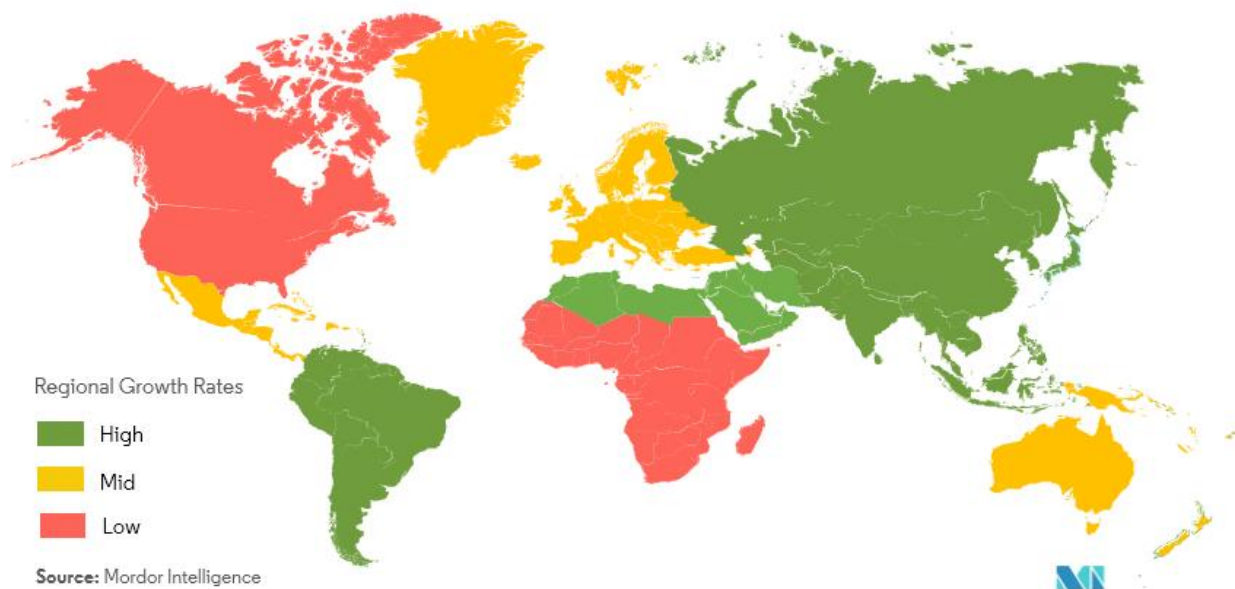 Regional Growth Rates
High
Mid
Low
Source: Mordor Intelligence